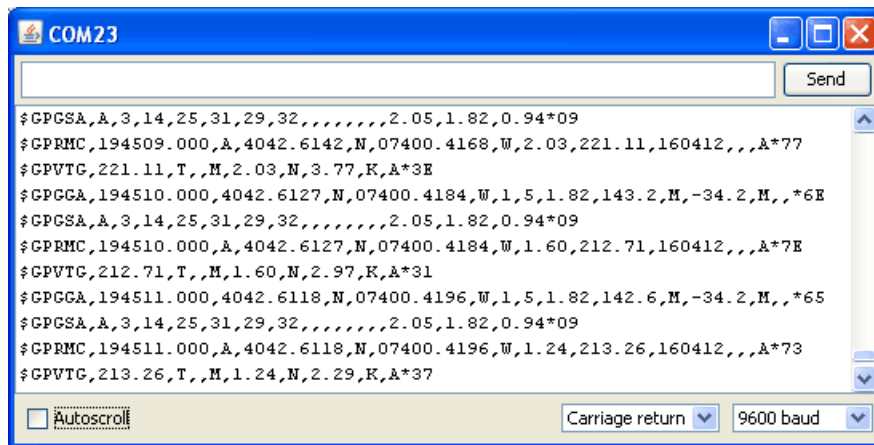 COM23
Send
$GPGSA,A,3,14,25,31,29,32,,,,,,,,2.05,1.82,0.94*09
$GPRMC,194509.000,A,4042.6142,N,07400.4168,W,2.03,221.11,160412,,,A*77
$GPVTG,221.11,T,,M,2.03,N,3.77,K,A*3E
$GPGGA,194510.000,4042.6127,N,07400.4184,W,1,5,1.82,143.2,M,-34.2,M,,*6E
$GPGSA,A,3,14,25,31,29,32,,,,,,,,2.05,1.82,0.94*09
$GPRMC,194510.000,A,4042.6127,N,07400.4184,W,1.60,212.71,160412,,,A*7E
$GPVTG,212.71,T,,M,1.60,N,2.97,K,A*31
$GPGGA,194511.000,4042.6118,N,07400.4196,W,1,5,1.82,142.6,M,-34.2,M,,*65
$GPGSA,A,3,14,25,31,29,32,,,,,,,,2.05,1.82,0.94*09
$GPRMC,194511.000,A,4042.6118,N,07400.4196,W,1.24,213.26,160412,,,A*73
$GPVTG,213.26,T,,M,1.24,N,2.29,K,A*37
Autoscroll Carriage return 9600 baud